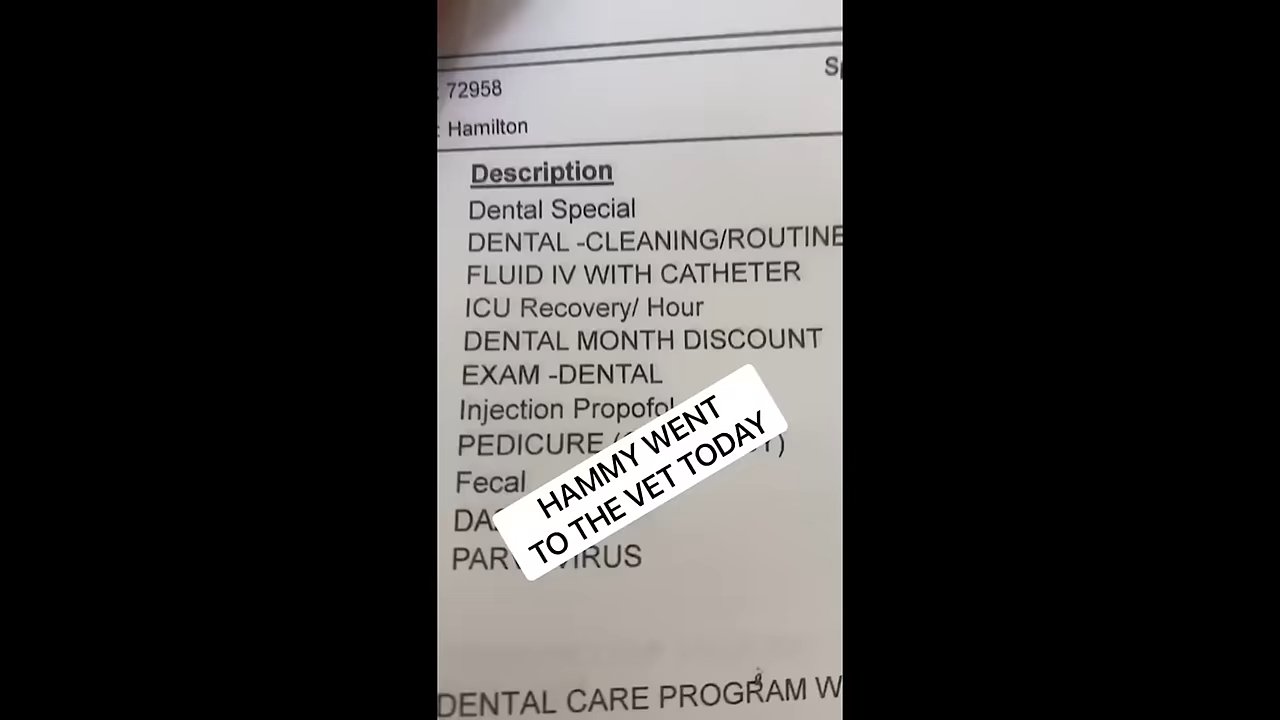 : 72958
: Hamilton
Description
Dental Special
DENTAL -CLEANING/ROUTINE
FLUID IV WITH CATHETER
ICU Recovery/ Hour
DENTAL MONTH DISCOUNT
EXAM -DENTAL
Injection Propofol
PEDICURE
Fecal
HAMMY WENT
TO THE VET TODAY
DENTAL CARE PROGRAM